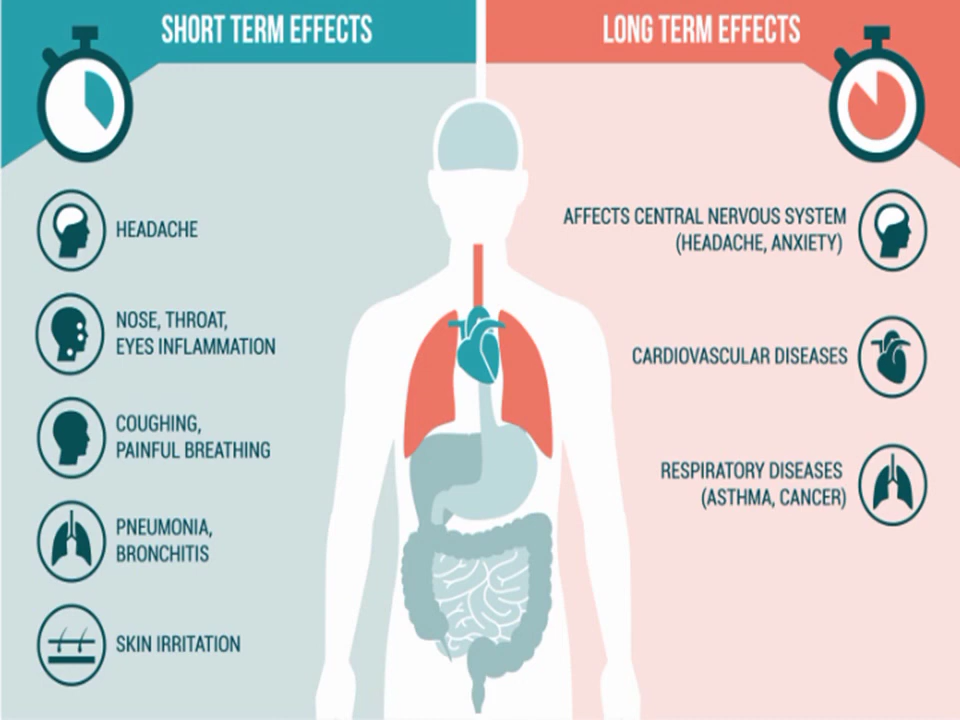 SHORT TERM EFFECTS
HEADACHE
NOSE, THROAT,
EYES INFLAMMATION
COUGHING,
PAINFUL BREATHING
PNEUMONIA,
BRONCHITIS
SKIN IRRITATION
LONG TERM EFFECTS
AFFECTS CENTRAL NERVOUS SYSTEM
(HEADACHE, ANXIETY)
CARDIOVASCULAR DISEASES
RESPIRATORY DISEASES
(ASTHMA, CANCER)